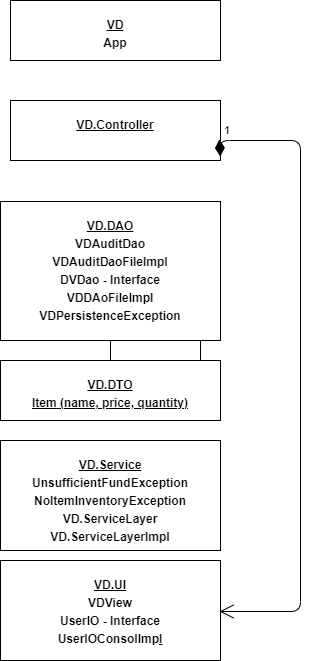 VD
App
VD.Controller
1
VD.DAO
VDAuditDao
VDAuditDaoFileImpl
DVDao - Interface
VDDAoFileImpl
VDPersistenceException
VD.DTO
Item (name, price, quantity)
VD.Service
UnsufficientFundException
NoItemInventoryException
VD.ServiceLayer
VD.ServiceLayerImpl
VD.UI
VDView
UserIO - Interface
UserIOConsolImpl